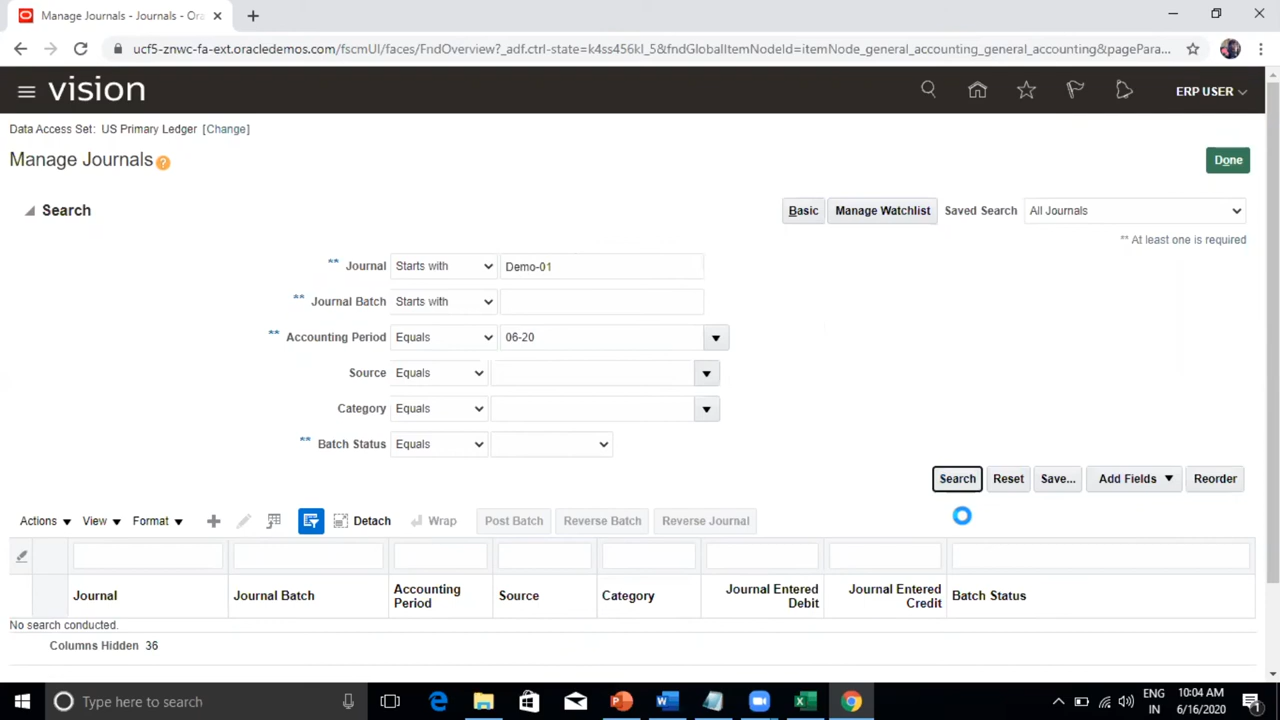 Manage Journals - Journals - Ora
ucf5-znwc-fa-ext.oracledemos.com/fscmUI/faces/FndOverview?_adf.ctrl-state=k4ss456kl_5&fndGlobalItemNodeId=itemNode_general_accounting_general_accounting&pagePara...
vision
ERP USER
Data Access Set: US Primary Ledger [Change]
Manage Journals ?
Done
Search
Basic Manage Watchlist Saved Search All Journals
** At least one is required
** Journal Starts with Demo-01
** Journal Batch Starts with
** Accounting Period Equals 06-20
Source Equals
Category Equals
** Batch Status Equals
Search Reset Save... Add Fields Reorder
Actions View Format Detach Wrap Post Batch Reverse Batch Reverse Journal
Journal Journal Batch Accounting Period Source Category Journal Entered Debit Journal Entered Credit Batch Status
No search conducted.
Columns Hidden 36
Type here to search
ENG
IN
10:04 AM
6/16/2020
1